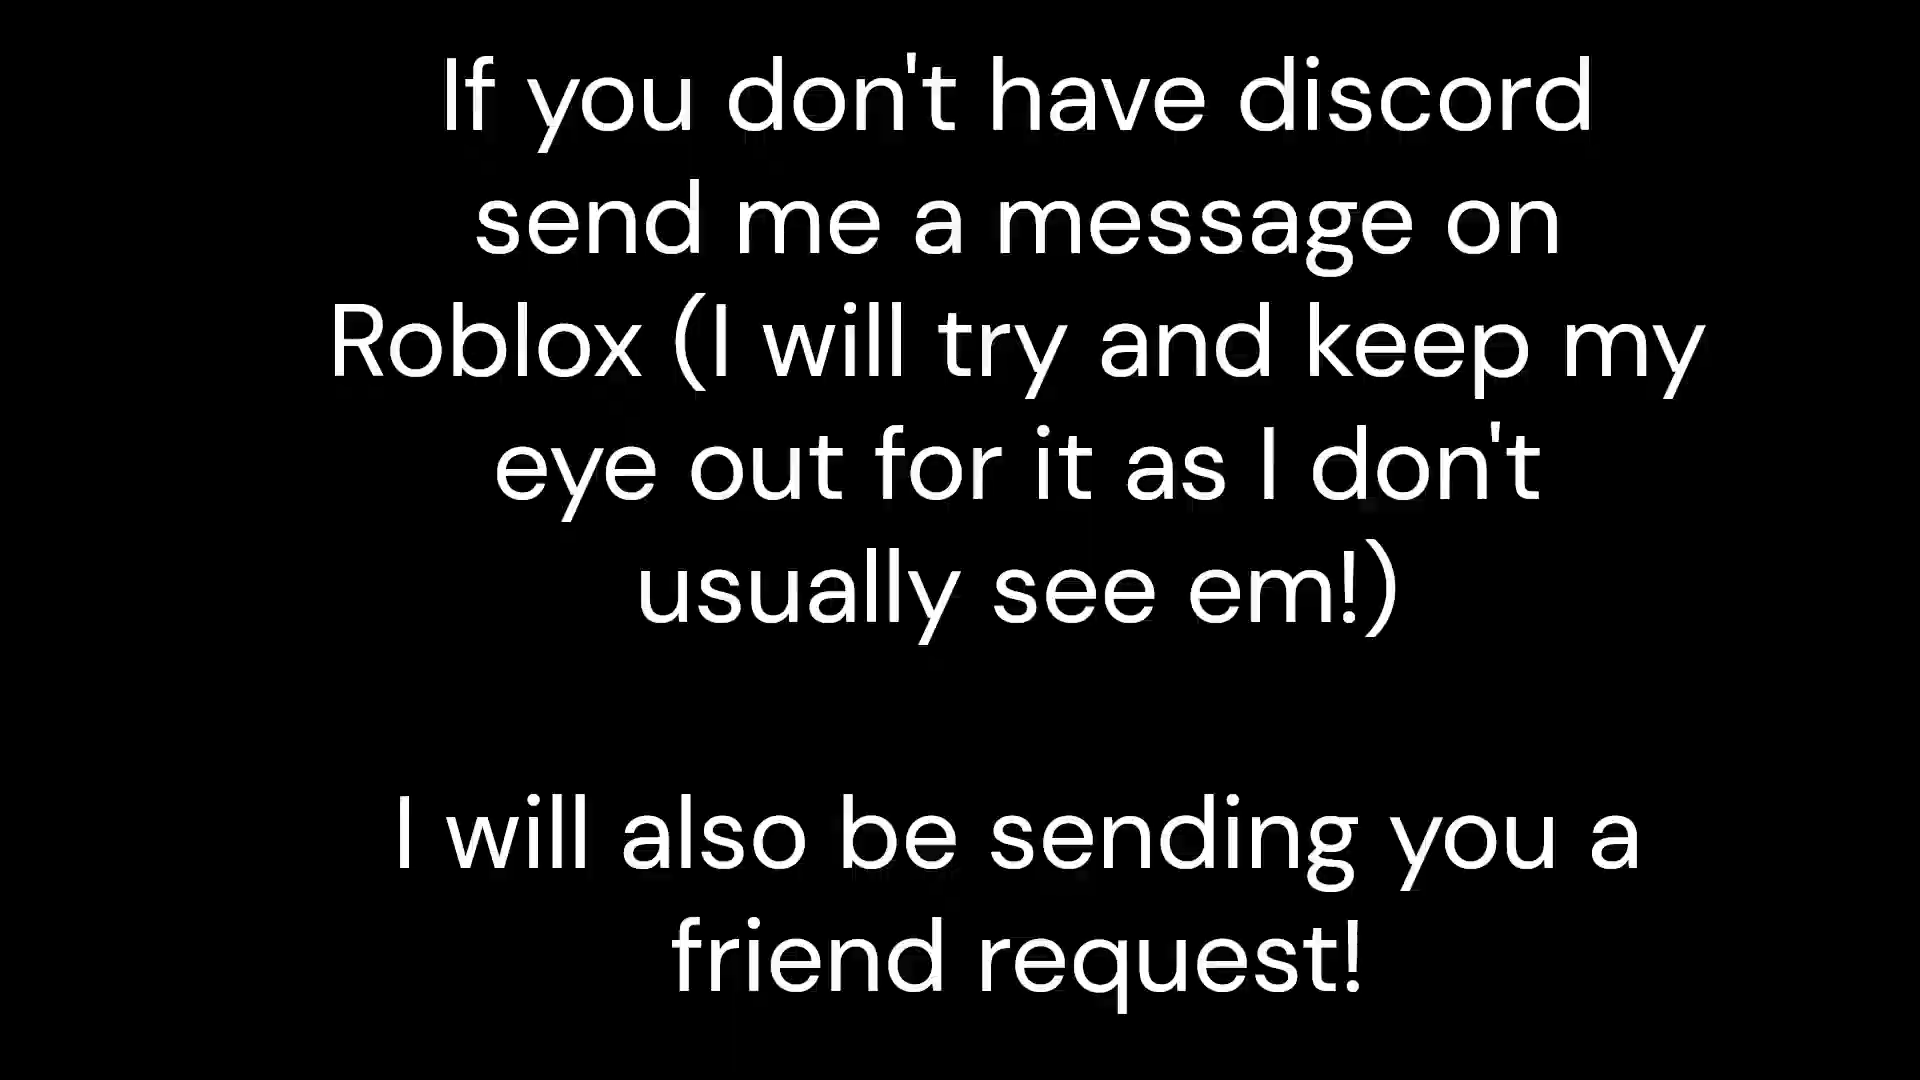 If you don't have discord
send me a message on
Roblox (I will try and keep my
eye out for it as I don't
usually see em!)
I will also be sending you a
friend request!